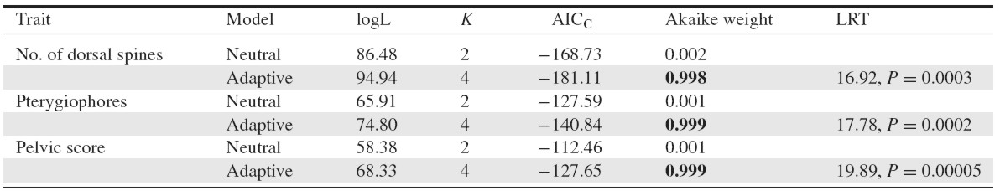 Trait Model logL K AICC Akaike weight LRT
No. of dorsal spines Neutral 86.48 2 −168.73 0.002
Adaptive 94.94 4 −181.11 0.998 16.92, P = 0.0003
Pterygiophores Neutral 65.91 2 −127.59 0.001
Adaptive 74.80 4 −140.84 0.999 17.78, P = 0.0002
Pelvic score Neutral 58.38 2 −112.46 0.001
Adaptive 68.33 4 −127.65 0.999 19.89, P = 0.00005